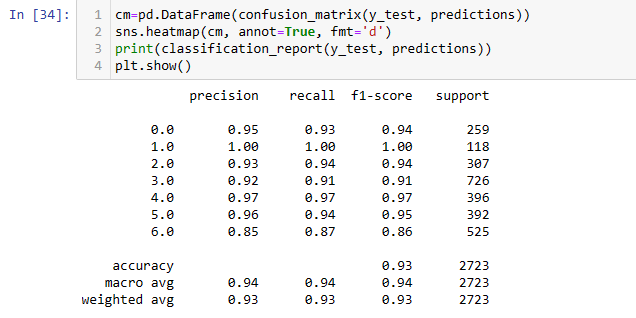 In [34]:
1 cm=pd.DataFrame(confusion_matrix(y_test, predictions))
2 sns.heatmap(cm, annot=True, fmt='d')
3 print(classification_report(y_test, predictions))
4 plt.show()
precision recall f1-score support
0.0 0.95 0.93 0.94 259
1.0 1.00 1.00 1.00 118
2.0 0.93 0.94 0.94 307
3.0 0.92 0.91 0.91 726
4.0 0.97 0.97 0.97 396
5.0 0.96 0.94 0.95 392
6.0 0.85 0.87 0.86 525
accuracy 0.93 2723
macro avg 0.94 0.94 0.94 2723
weighted avg 0.93 0.93 0.93 2723